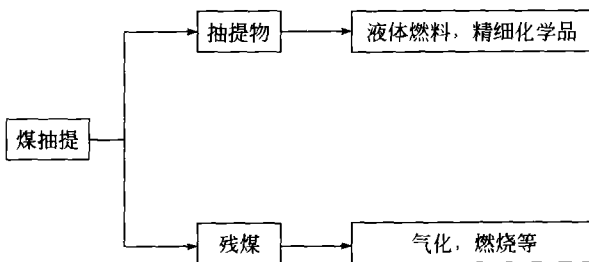 抽提物
液体燃料，精细化学品
煤抽提
残煤
气化，燃烧等